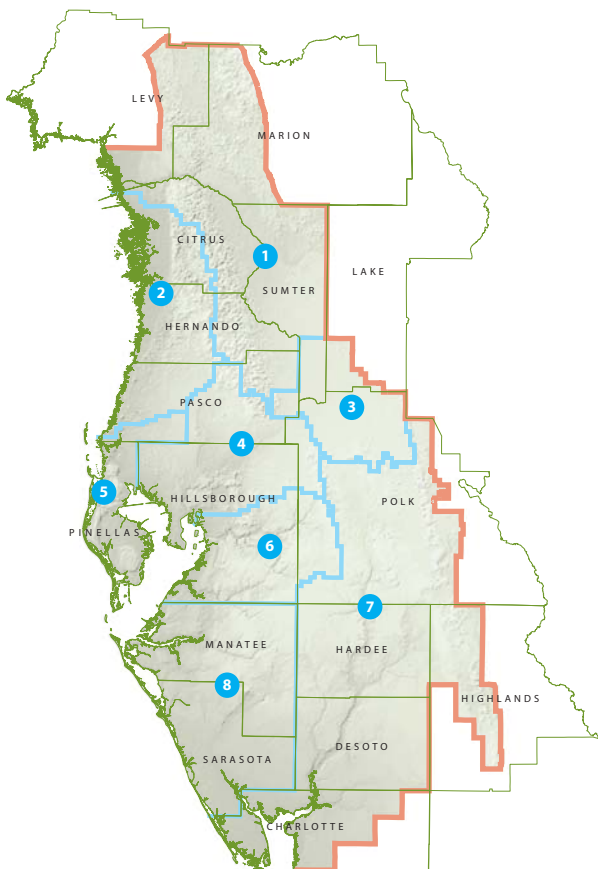 LEVY
MARION
CITRUS
1
LAKE
2
SUMTER
HERNANDO
PASCO
3
4
5
HILLSBOROUGH
POLK
PINELLAS
6
7
MANATEE
HARDEE
8
HIGHLANDS
DESOTO
SARASOTA
CHARLOTTE